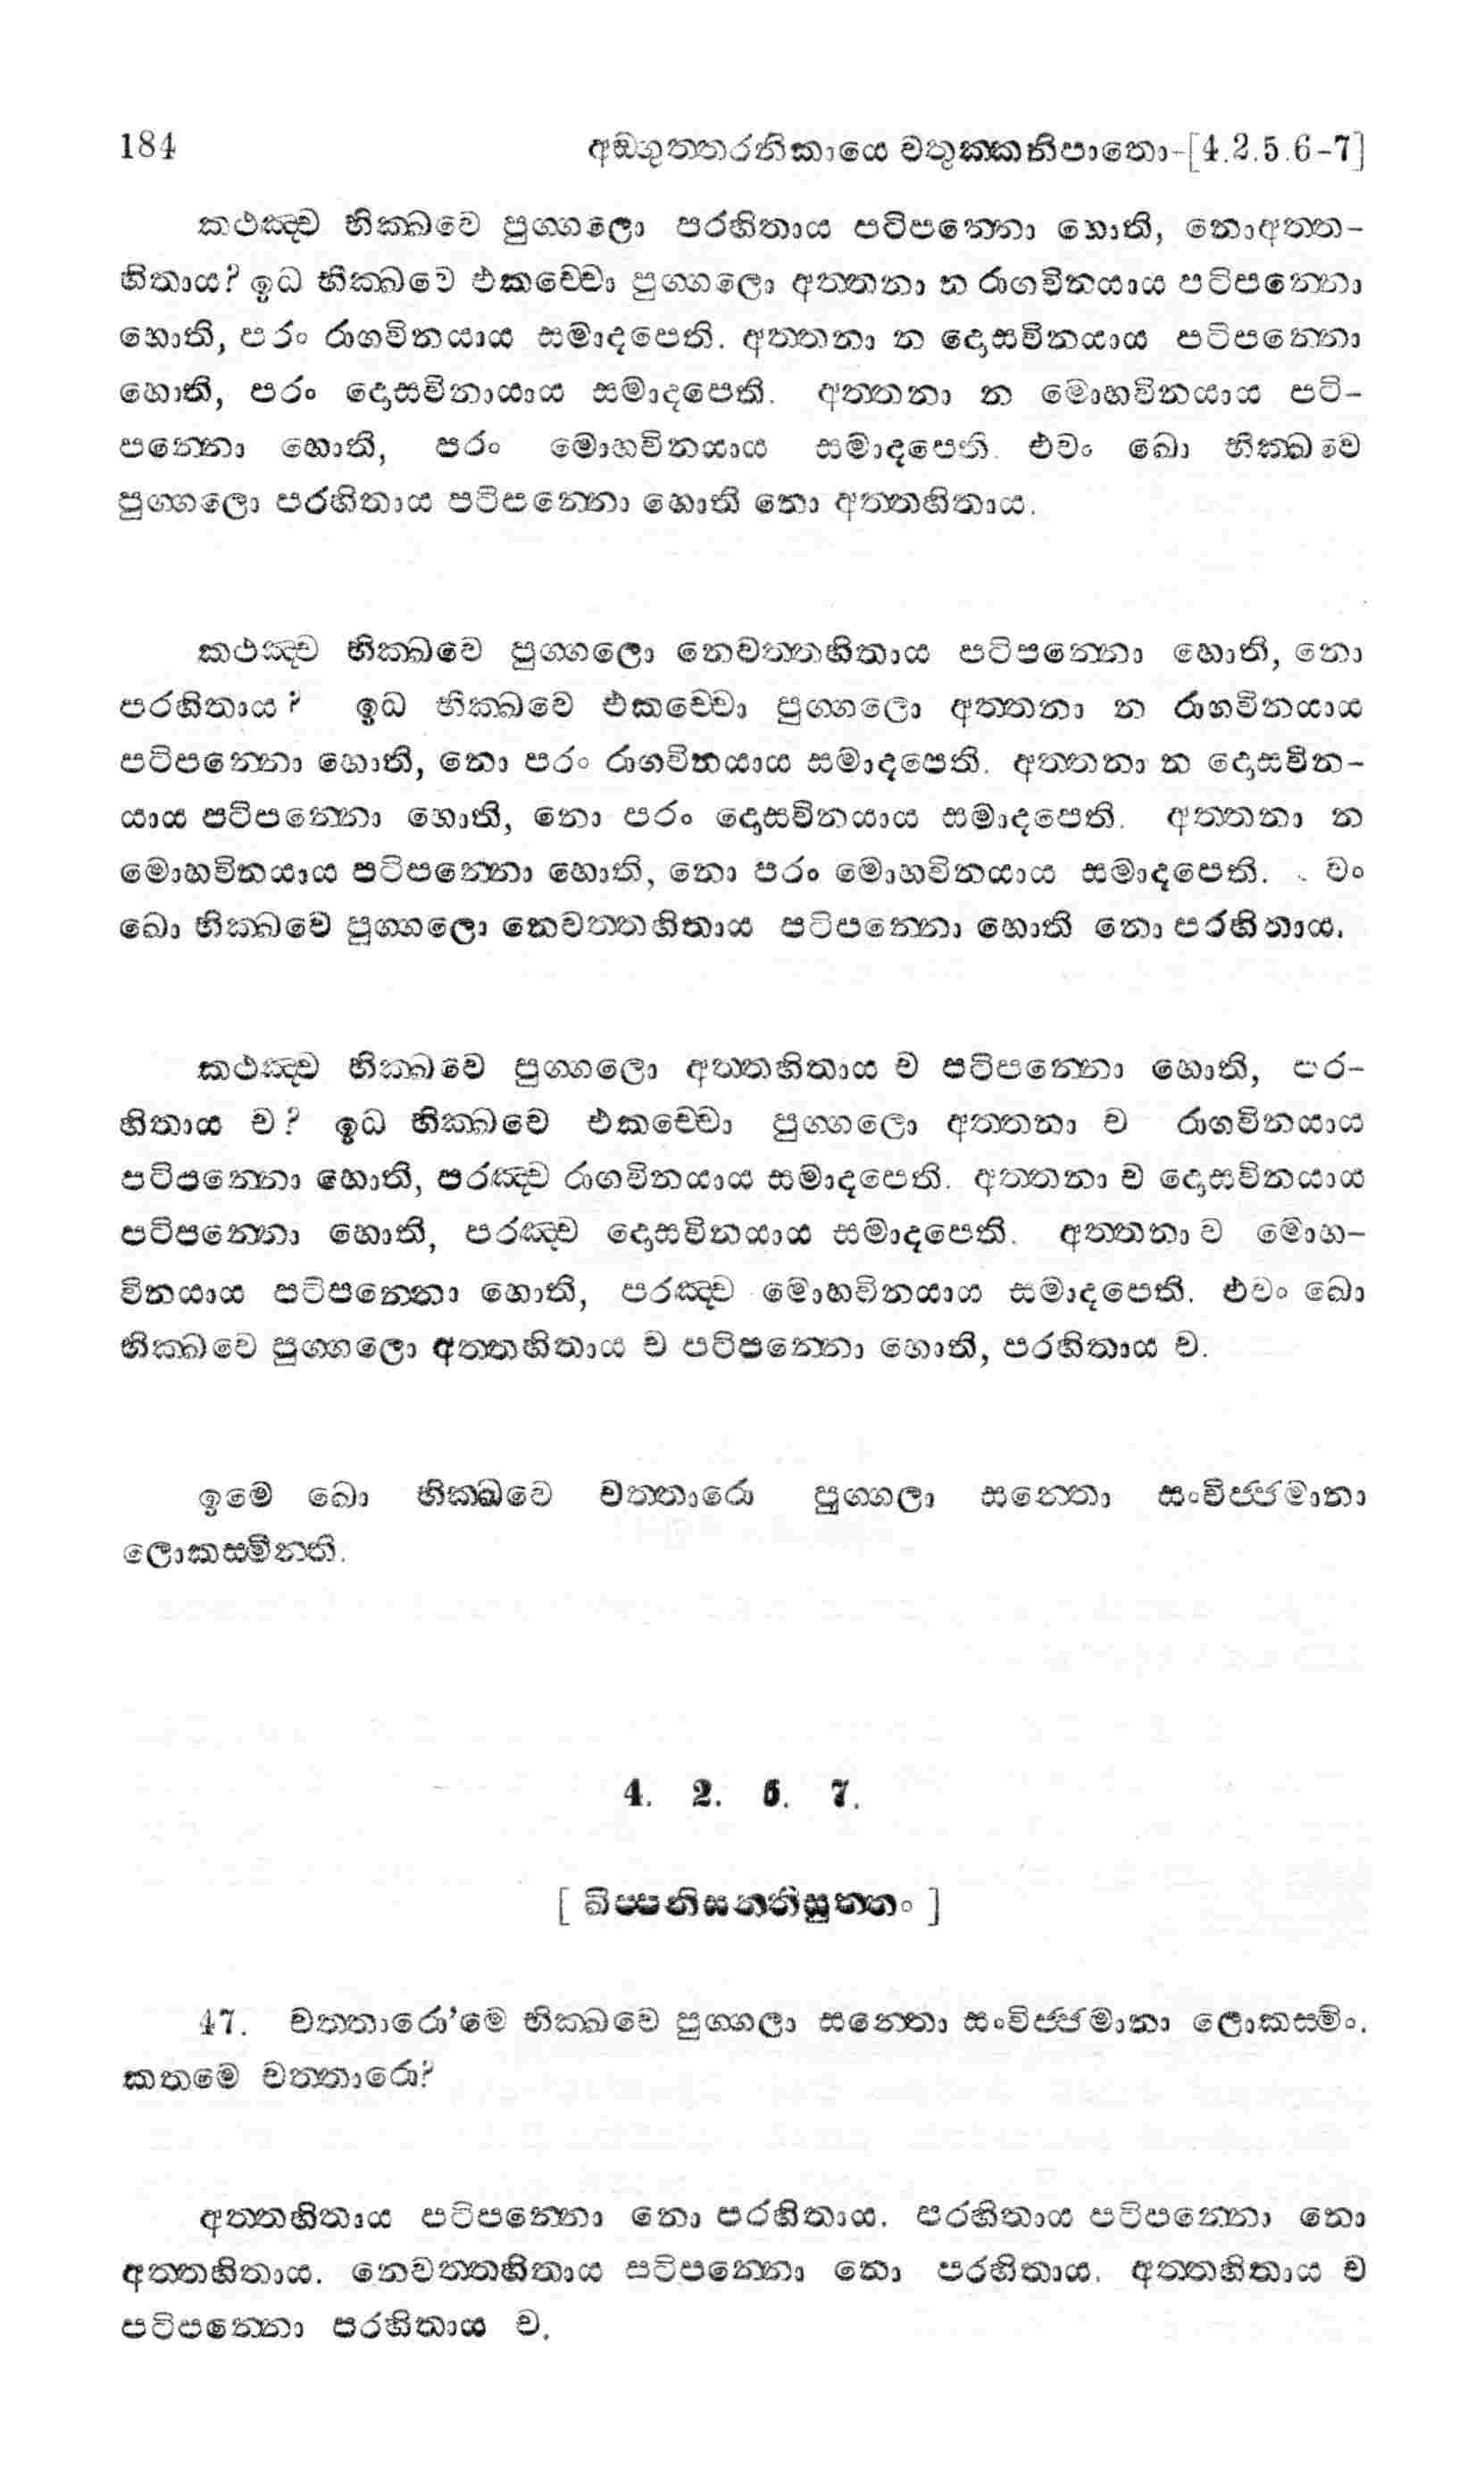 184 අඞ්ගුත්තරනිකායෙ චතුක්කනිපාතො-[4.2.5.6-7]
කථඤ්ච භික්ඛවෙ පුග්ගලො පරහිතාය පටිපන්නො හොති, නොඅත්ත-
හිතාය? ඉධ භික්ඛවෙ එකච්චො පුග්ගලො අත්තනා න රාගවිනයාය පටිපන්නො
හොති, පරං රාගවිනයාය සමාදපෙති. අත්තනා න දොසවිනයාය පටිපන්නො
හොති, පරං දොසවිනායාය සමාදපෙති. අත්තනා න මොහවිනයාය පටි-
පන්නො හොති, පරං මොහවිනයාය සමාදපෙති. එවං ඛො භික්ඛවෙ
පුග්ගලො පරහිතාය පටිපන්නො හොති නො අත්තහිතාය.
කථඤ්ච භික්ඛවෙ පුග්ගලො නෙවත්තහිතාය පටිපන්නො හොති, නො
පරහිතාය? ඉධ භික්ඛවෙ එකච්චො පුග්ගලො අත්තනා න රාගවිනයාය
පටිපන්නො හොති, නො පරං රාගවිනයාය සමාදපෙති. අත්තනා න දොසවින-
යාය පටිපන්නො හොති, නො පරං දොසවිනයාය සමාදපෙති. අත්තනා න
මොහවිනයාය පටිපන්නො හොති, නො පරං මොහවිනයාය සමාදපෙති. වං
ඛො භික්ඛවෙ පුග්ගලො නෙවත්තහිතාය පටිපන්නො හොති නො පරහිතාය.
කථඤ්ච භික්ඛවෙ පුග්ගලො අත්තහිතාය ච පටිපන්නො හොති, පර-
හිතාය ච? ඉධ භික්ඛවෙ එකච්චො පුග්ගලො අත්තනා ච රාගවිනයාය
පටිපන්නො හොති, පරඤ්ච රාගවිනයාය සමාදපෙති. අත්තනා ච දොසවිනයාය
පටිපන්නො හොති, පරඤ්ච දොසවිනයාය සමාදපෙති. අත්තනා ච මොහ-
විනයාය පටිපන්නො හොති, පරඤ්ච මොහවිනයාය සමාදපෙති. එවං ඛො
භික්ඛවෙ පුග්ගලො අත්තහිතාය ච පටිපන්නො හොති, පරහිතාය ච.
ඉමෙ ඛො භික්ඛවෙ චත්තාරො පුග්ගලා සන්තො සංවිජ්ජමානා
ලොකස්මින්ති.
4. 2. 5. 7.
[ ඛිප්පනිසන්තිසුත්තං ]
47. චත්තාරො'මෙ භික්ඛවෙ පුග්ගලා සන්තො සංවිජ්ජමානා ලොකස්මිං.
කතමෙ චත්තාරො?
අත්තහිතාය පටිපන්නො නො පරහිතාය. පරහිතාය පටිපන්නො නො
අත්තහිතාය. නෙවත්තහිතාය පටිපන්නො නො පරහිතාය. අත්තහිතාය ච
පටිපන්නො පරහිතාය ච.